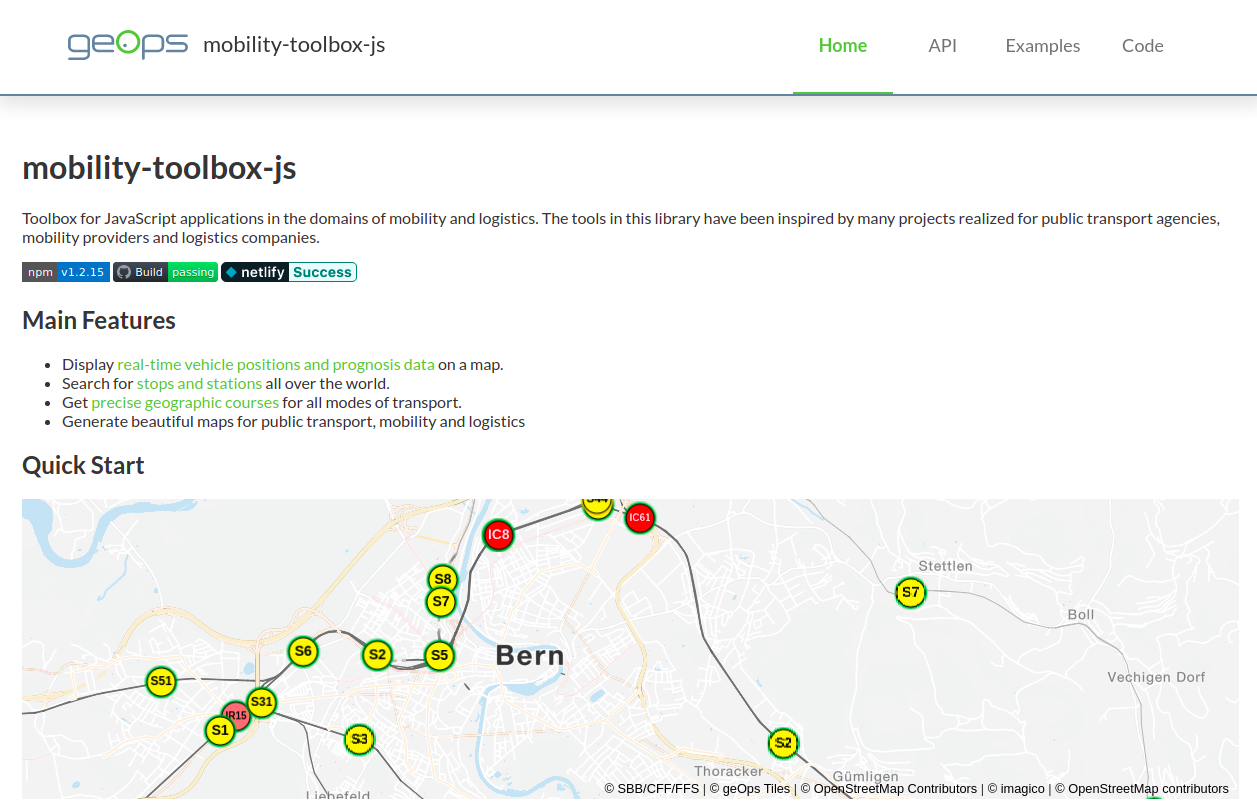 geops mobility-toolbox-js
Home API Examples Code
mobility-toolbox-js
Toolbox for JavaScript applications in the domains of mobility and logistics. The tools in this library have been inspired by many projects realized for public transport agencies,
mobility providers and logistics companies.
npm v1.2.15 Build passing netlify Success
Main Features
Display real-time vehicle positions and prognosis data on a map.
Search for stops and stations all over the world.
Get precise geographic courses for all modes of transport.
Generate beautiful maps for public transport, mobility and logistics
Quick Start
S44
IC61
IC8
Stettlen
S8
S7
S7
Boll
S6
S2
S5
Bern
S51
Vechigen Dorf
S31
IR15
S1
S3
S2
Thoracker
Gümligen
Liebefeld
© SBB/CFF/FFS | © geOps Tiles | © OpenStreetMap Contributors | © imagico | © OpenStreetMap contributors